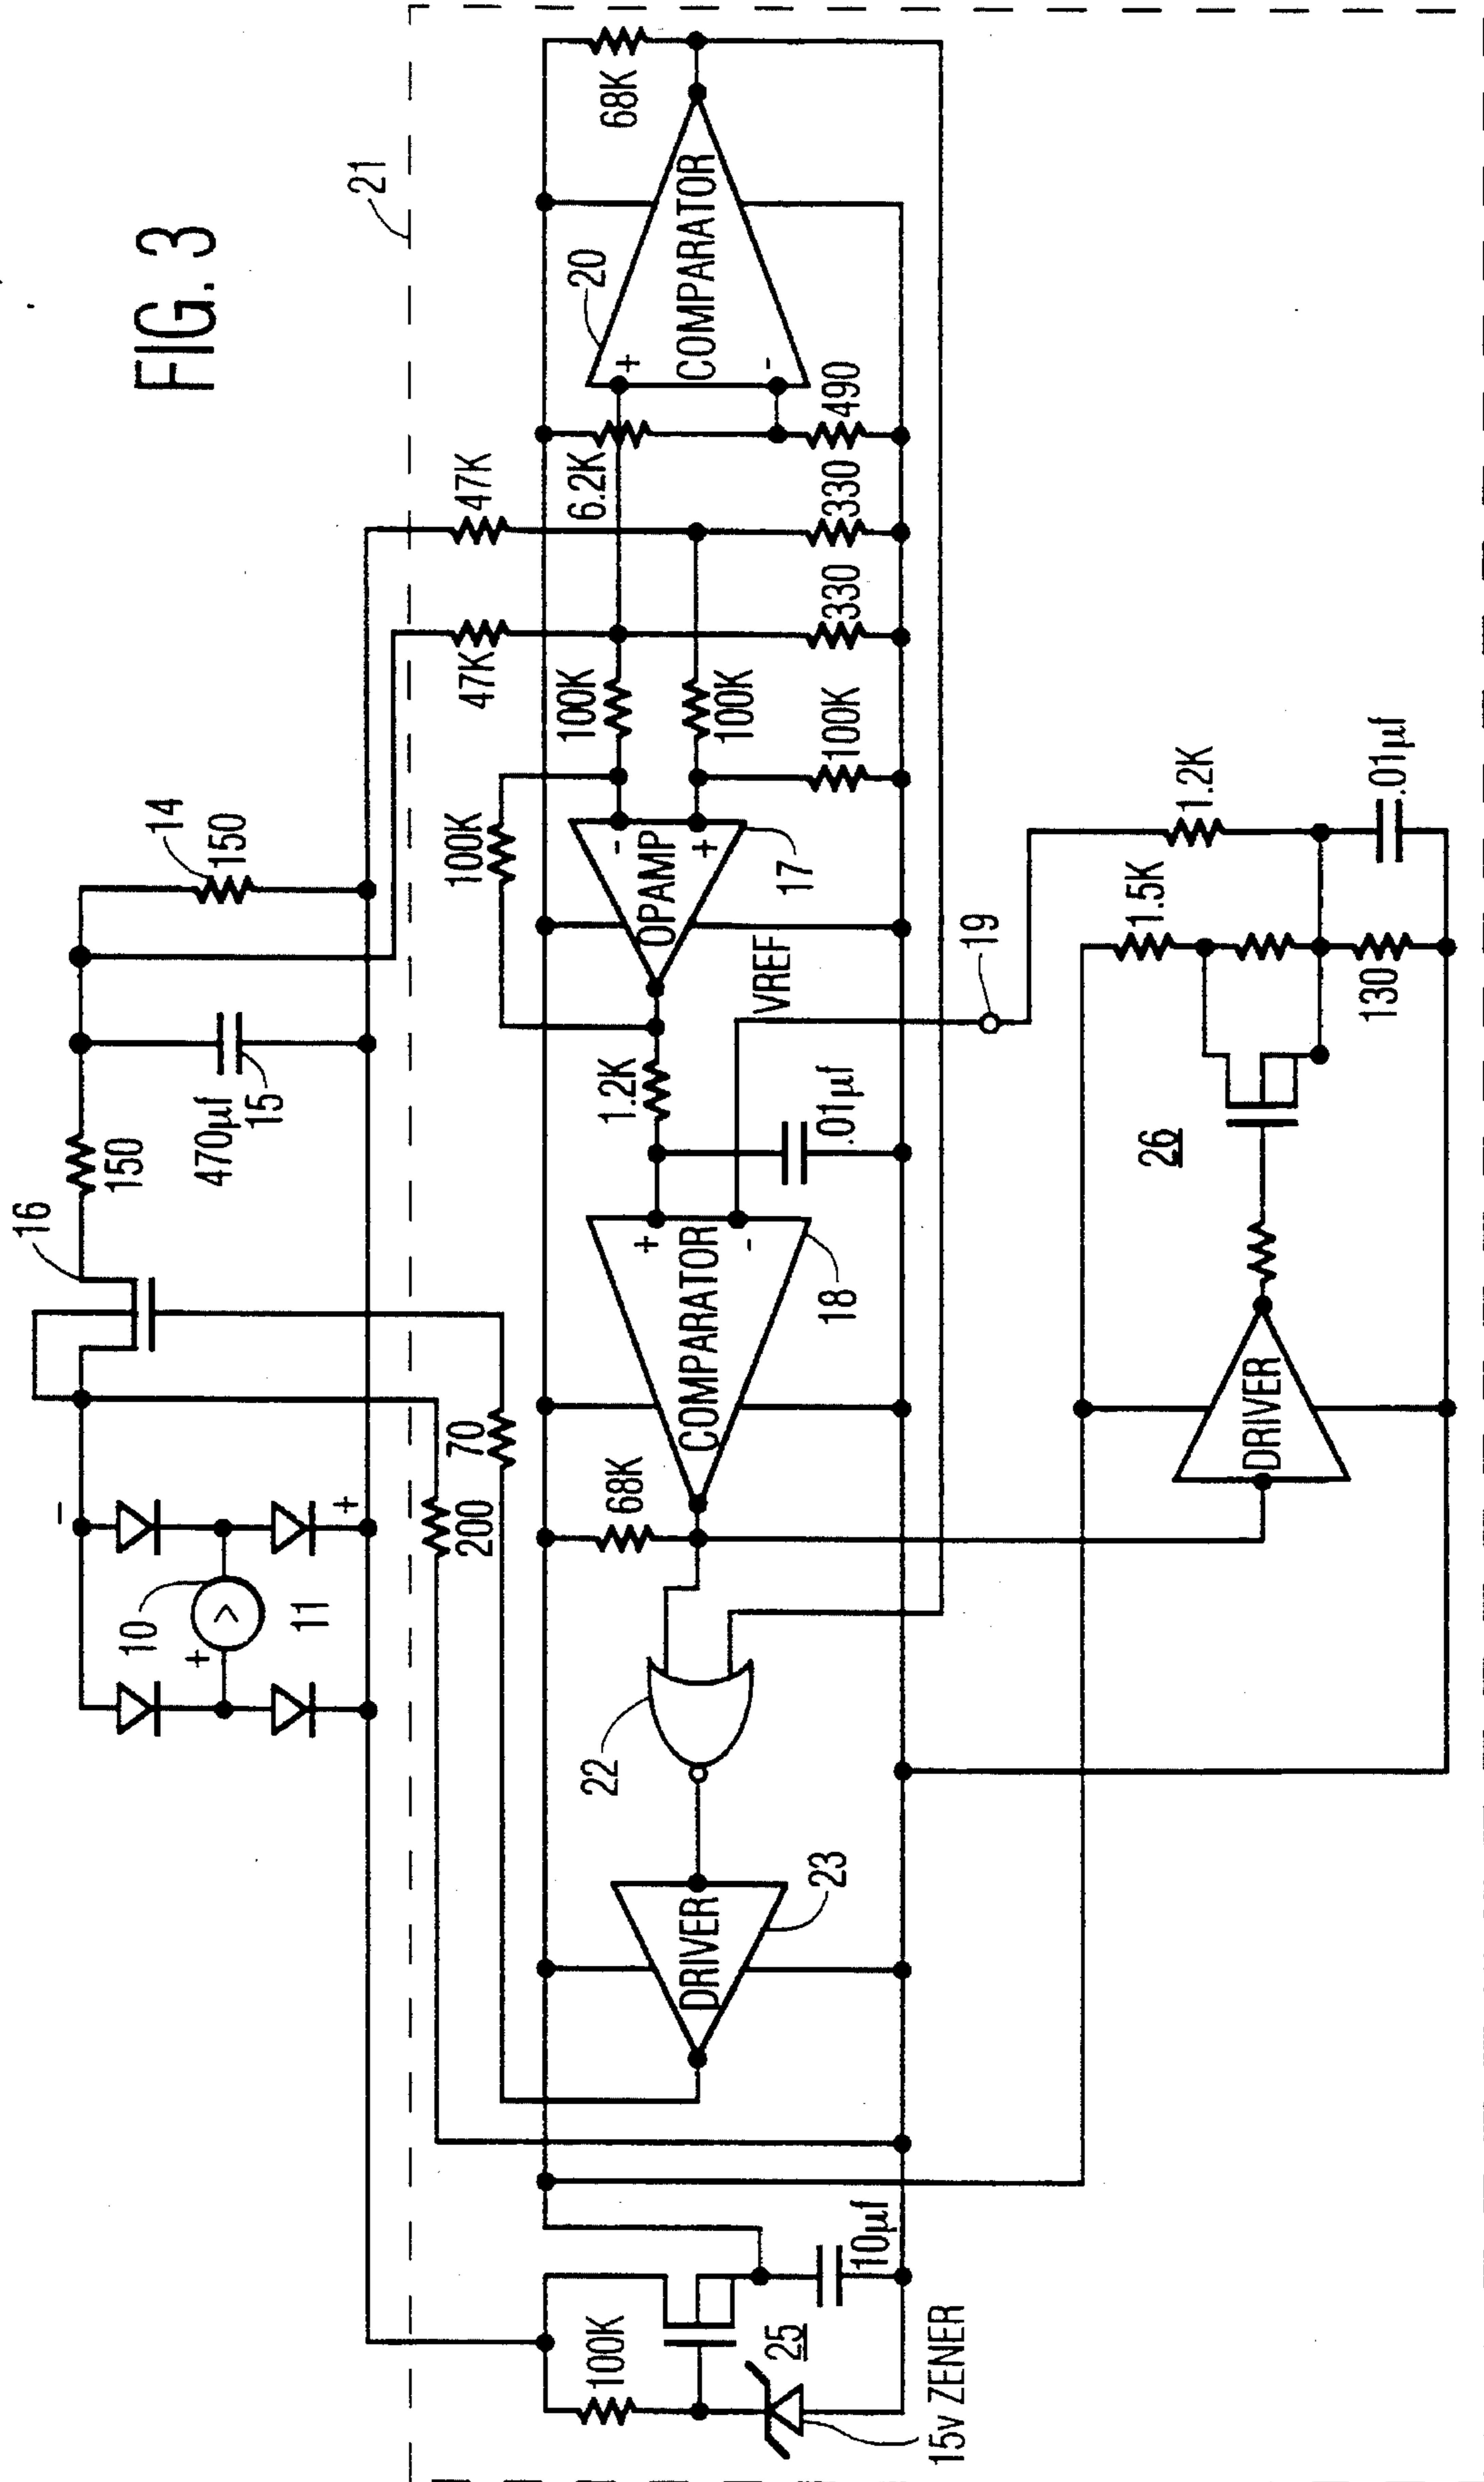 FIG. 3
21
16
150
470µf
15
14
150
10
+
-
11
+
200
70
47K
47K
68K
20
+
COMPARATOR
-
6.2K
490
330
330
100K
100K
100K
100K
-
OPAMP
+
17
VREF
1.2K
.01µf
+
COMPARATOR
-
18
68K
22
DRIVER
23
19
1.2K
.01µf
1.5K
130
26
DRIVER
100K
25
10µf
15v ZENER